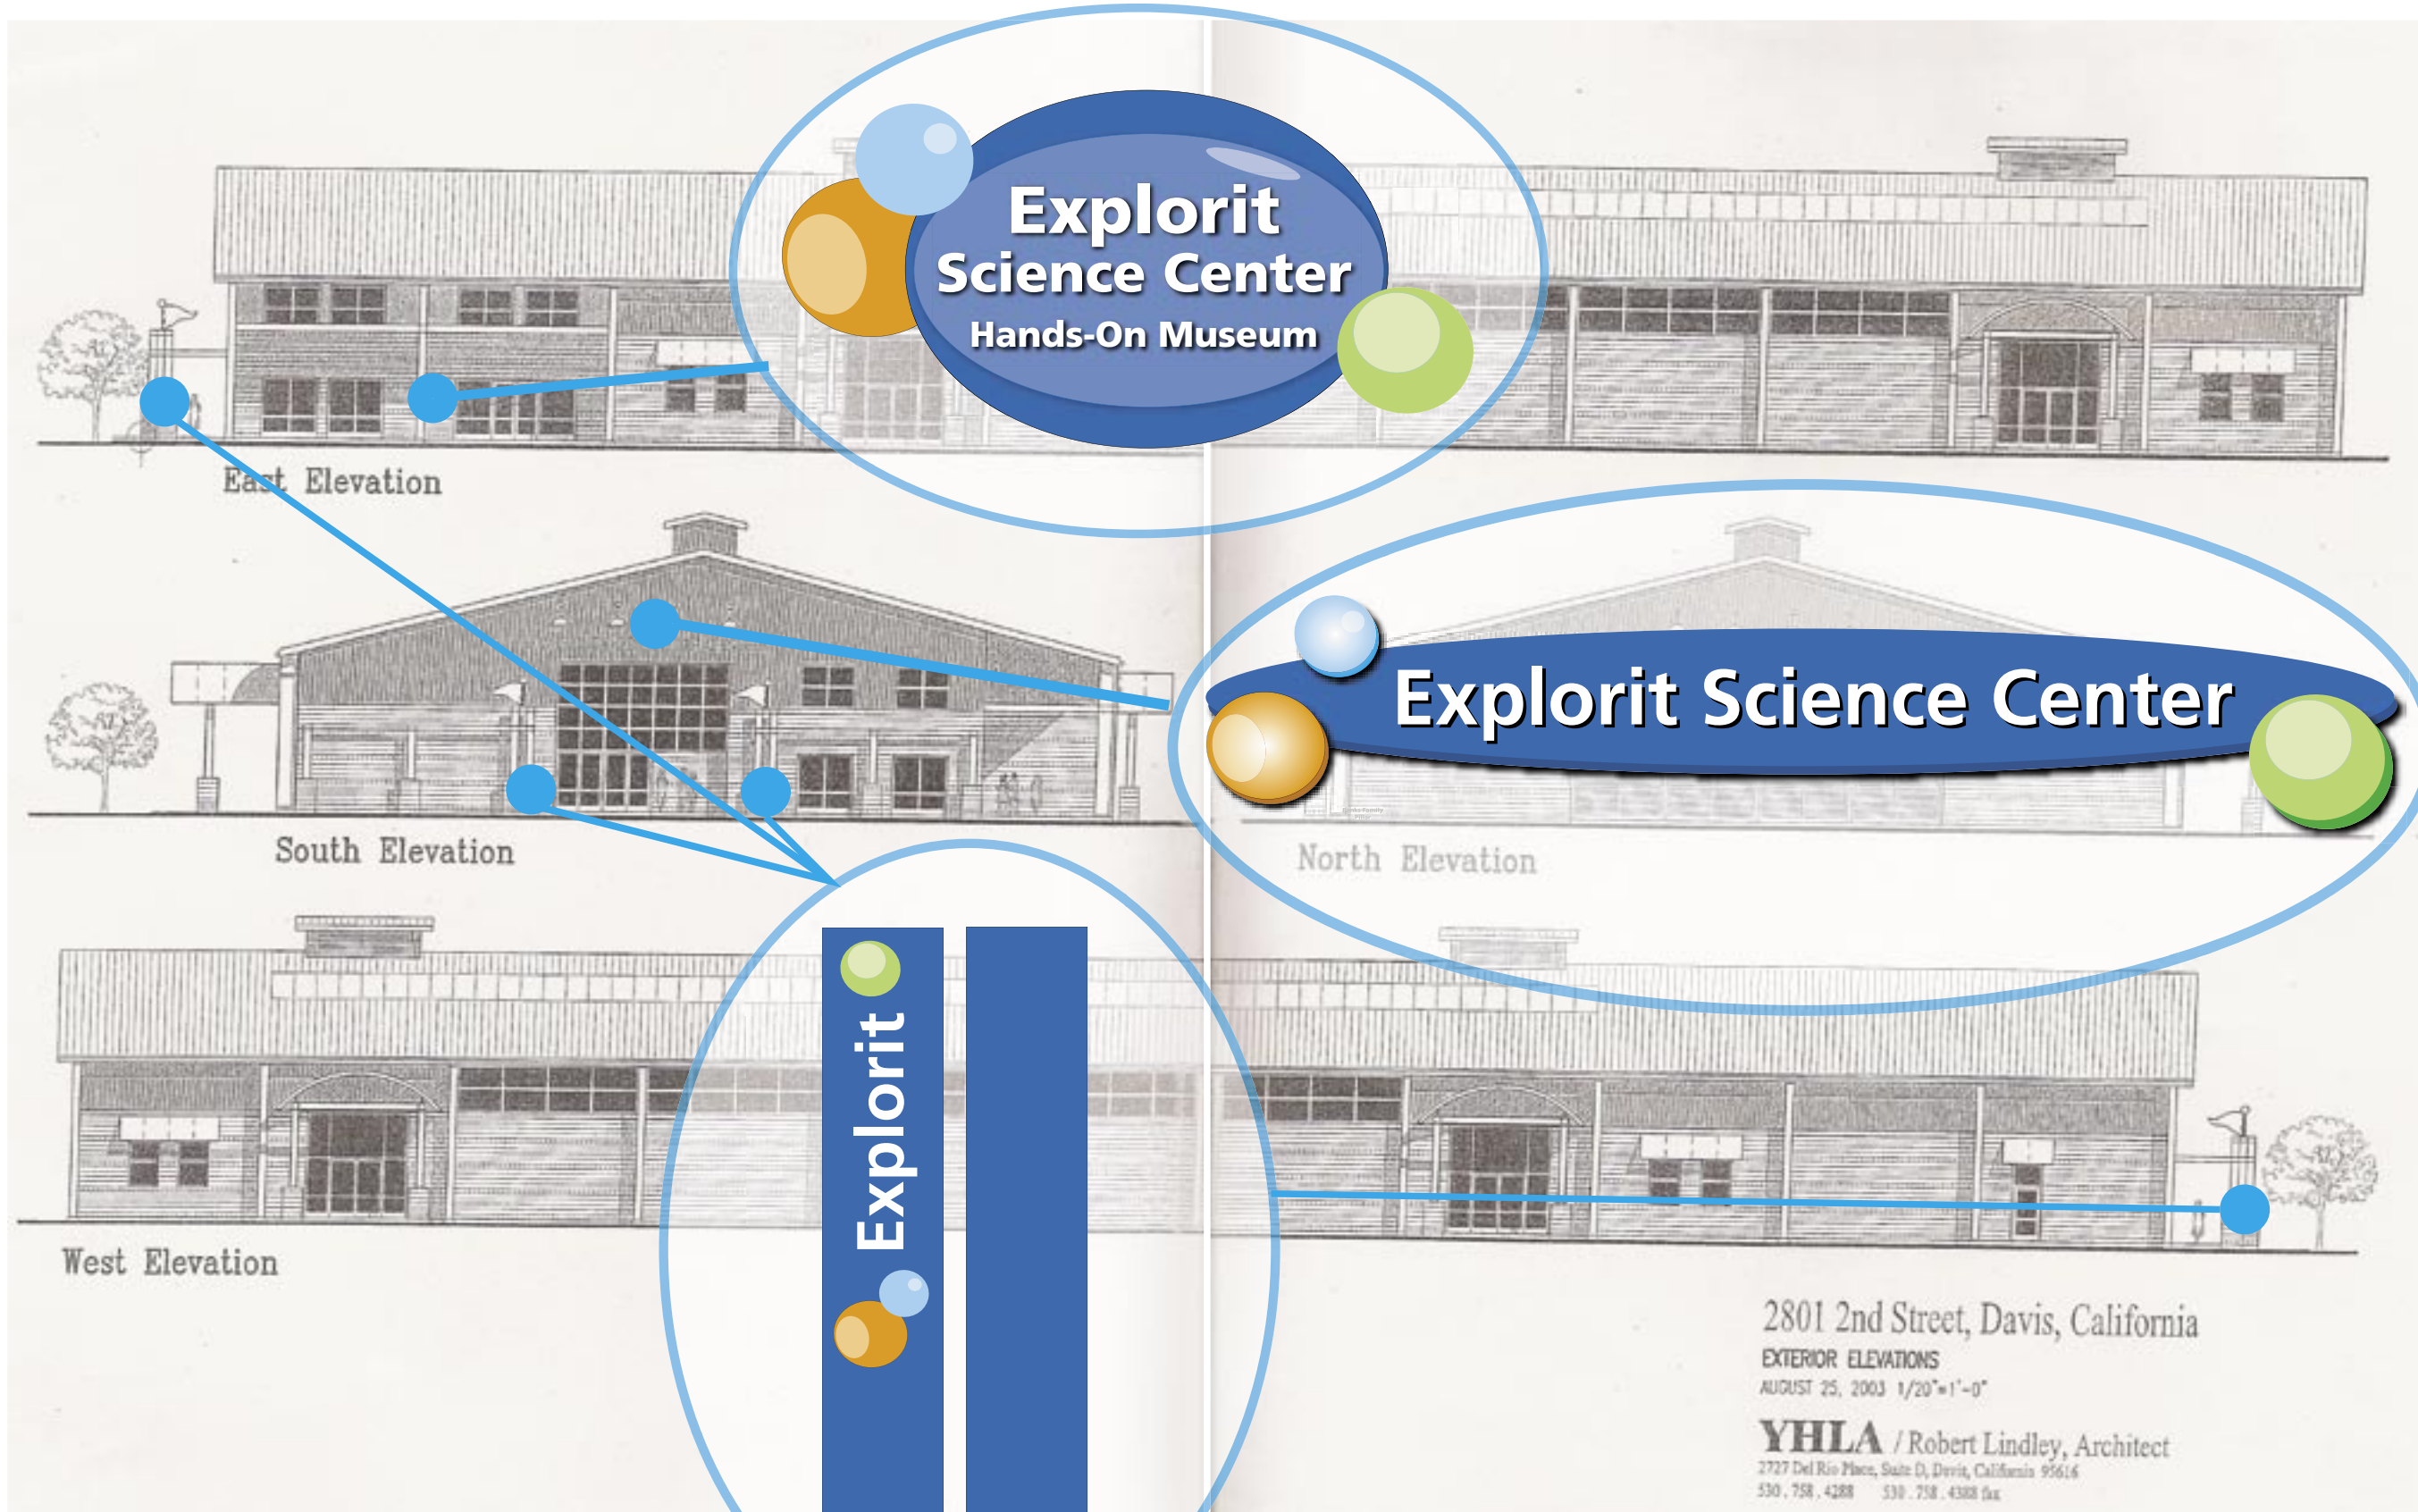 Explorit
Science Center
Hands-On Museum
East Elevation
Explorit Science Center
South Elevation
North Elevation
Explorit
West Elevation
2801 2nd Street, Davis, California
EXTERIOR ELEVATIONS
AUGUST 25, 2003 1/20"=1'-0"
YHLA / Robert Lindley, Architect
2727 Del Rio Place, Suite D, Davis, California 95616
530 . 758 . 4288 530 . 758 . 4388 fax